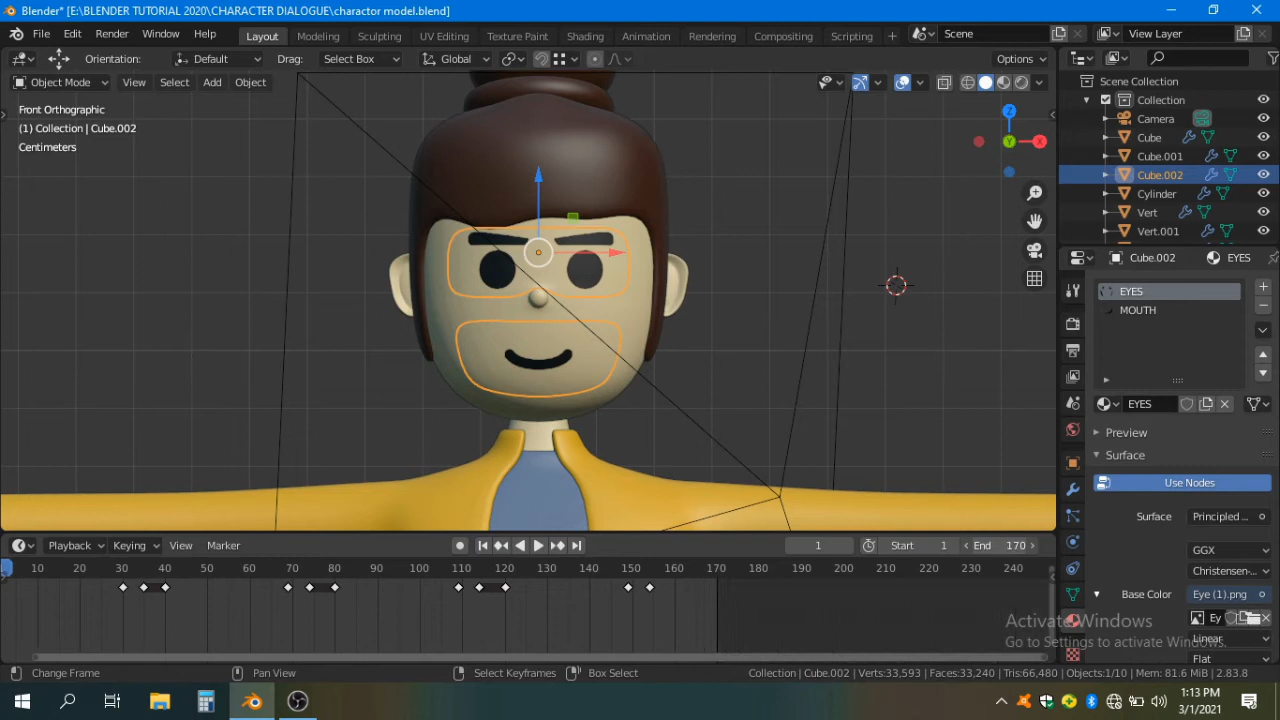 Blender* [E:\BLENDER TUTORIAL 2020\CHARACTER DIALOGUE\charactor model.blend]
File Edit Render Window Help Layout Modeling Sculpting UV Editing Texture Paint Shading Animation Rendering Compositing Scripting + Scene View Layer
Orientation: Default Drag: Select Box Global Options
Object Mode View Select Add Object
Front Orthographic
(1) Collection | Cube.002
Centimeters
Z
Y
X
Scene Collection
Collection
Camera
Cube
Cube.001
Cube.002
Cylinder
Vert
Vert.001
Cube.002 EYES
EYES
MOUTH
EYES
Preview
Surface
Use Nodes
Surface Principled ...
GGX
Christensen-...
Base Color Eye (1).png
Ey
Linear
Flat
Playback Keying View Marker 1 Start 1 End 170
10 20 30 40 50 60 70 80 90 100 110 120 130 140 150 160 170 180 190 200 210 220 230 240
Activate Windows
Go to Settings to activate Windows.
Change Frame Pan View Select Keyframes Box Select Collection | Cube.002 | Verts:33,593 | Faces:33,240 | Tris:66,480 | Objects:1/10 | Mem: 81.6 MiB | 2.83.8
1:13 PM
3/1/2021